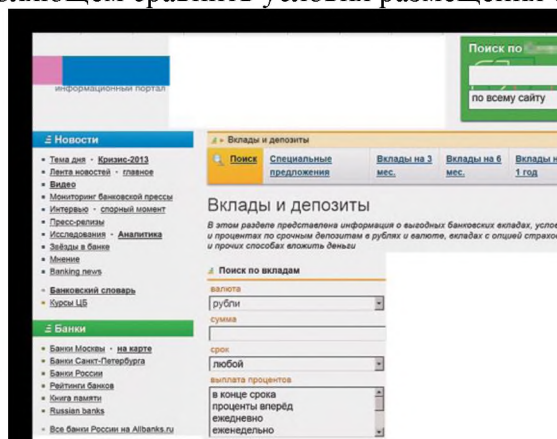 сравнить условия размещения
Поиск по
информационный портал
по всему сайту
Новости
Тема дня • Кризис-2013
Лента новостей • главное
Видео
Мониторинг банковской прессы
Интервью • спорный момент
Пресс-релизы
Исследования • Аналитика
Звёзды в банке
Мнение
Banking news
Банковский словарь
Курсы ЦБ
Банки
Банки Москвы • на карте
Банки Санкт-Петербурга
Банки России
Рейтинги банков
Книга памяти
Russian banks
Все банки России на Allbanks.ru
Вклады и депозиты
Поиск
Специальные предложения
Вклады на 3 мес.
Вклады на 6 мес.
Вклады
1 год
Вклады и депозиты
В этом разделе представлена информация о выгодных банковских вкладах,
и процентах по срочным депозитам в рублях и валюте, вкладах с опцией
и прочих способах вложить деньги
Поиск по вкладам
валюта
рубли
сумма
срок
любой
выплата процентов
в конце срока
проценты вперёд
ежедневно
еженедельно